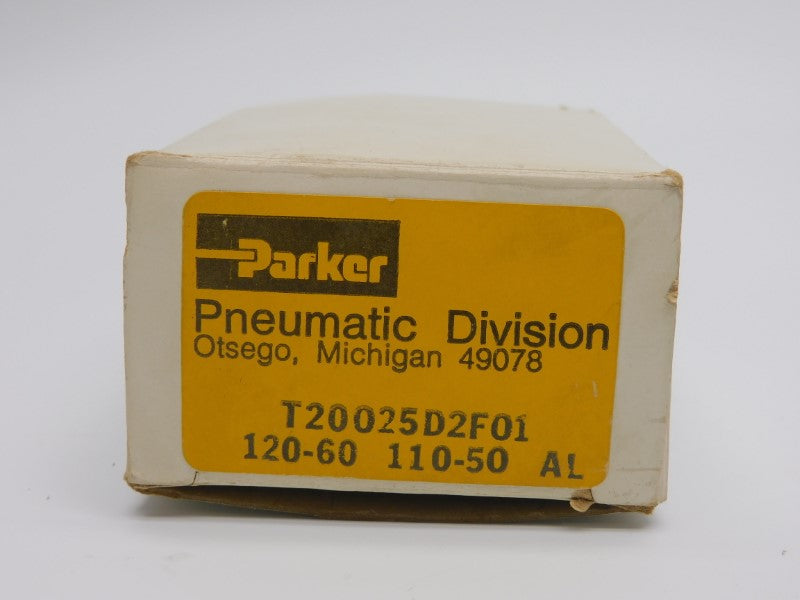 Parker
Pneumatic Division
Otsego, Michigan 49078
T20025D2F01
120-60 110-50 AL